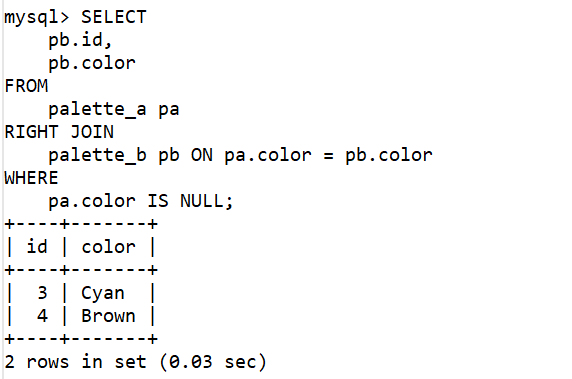 mysql> SELECT
    pb.id,
    pb.color
FROM
    palette_a pa
RIGHT JOIN
    palette_b pb ON pa.color = pb.color
WHERE
    pa.color IS NULL;
+----+-------+
| id | color |
+----+-------+
|  3 | Cyan  |
|  4 | Brown |
+----+-------+
2 rows in set (0.03 sec)